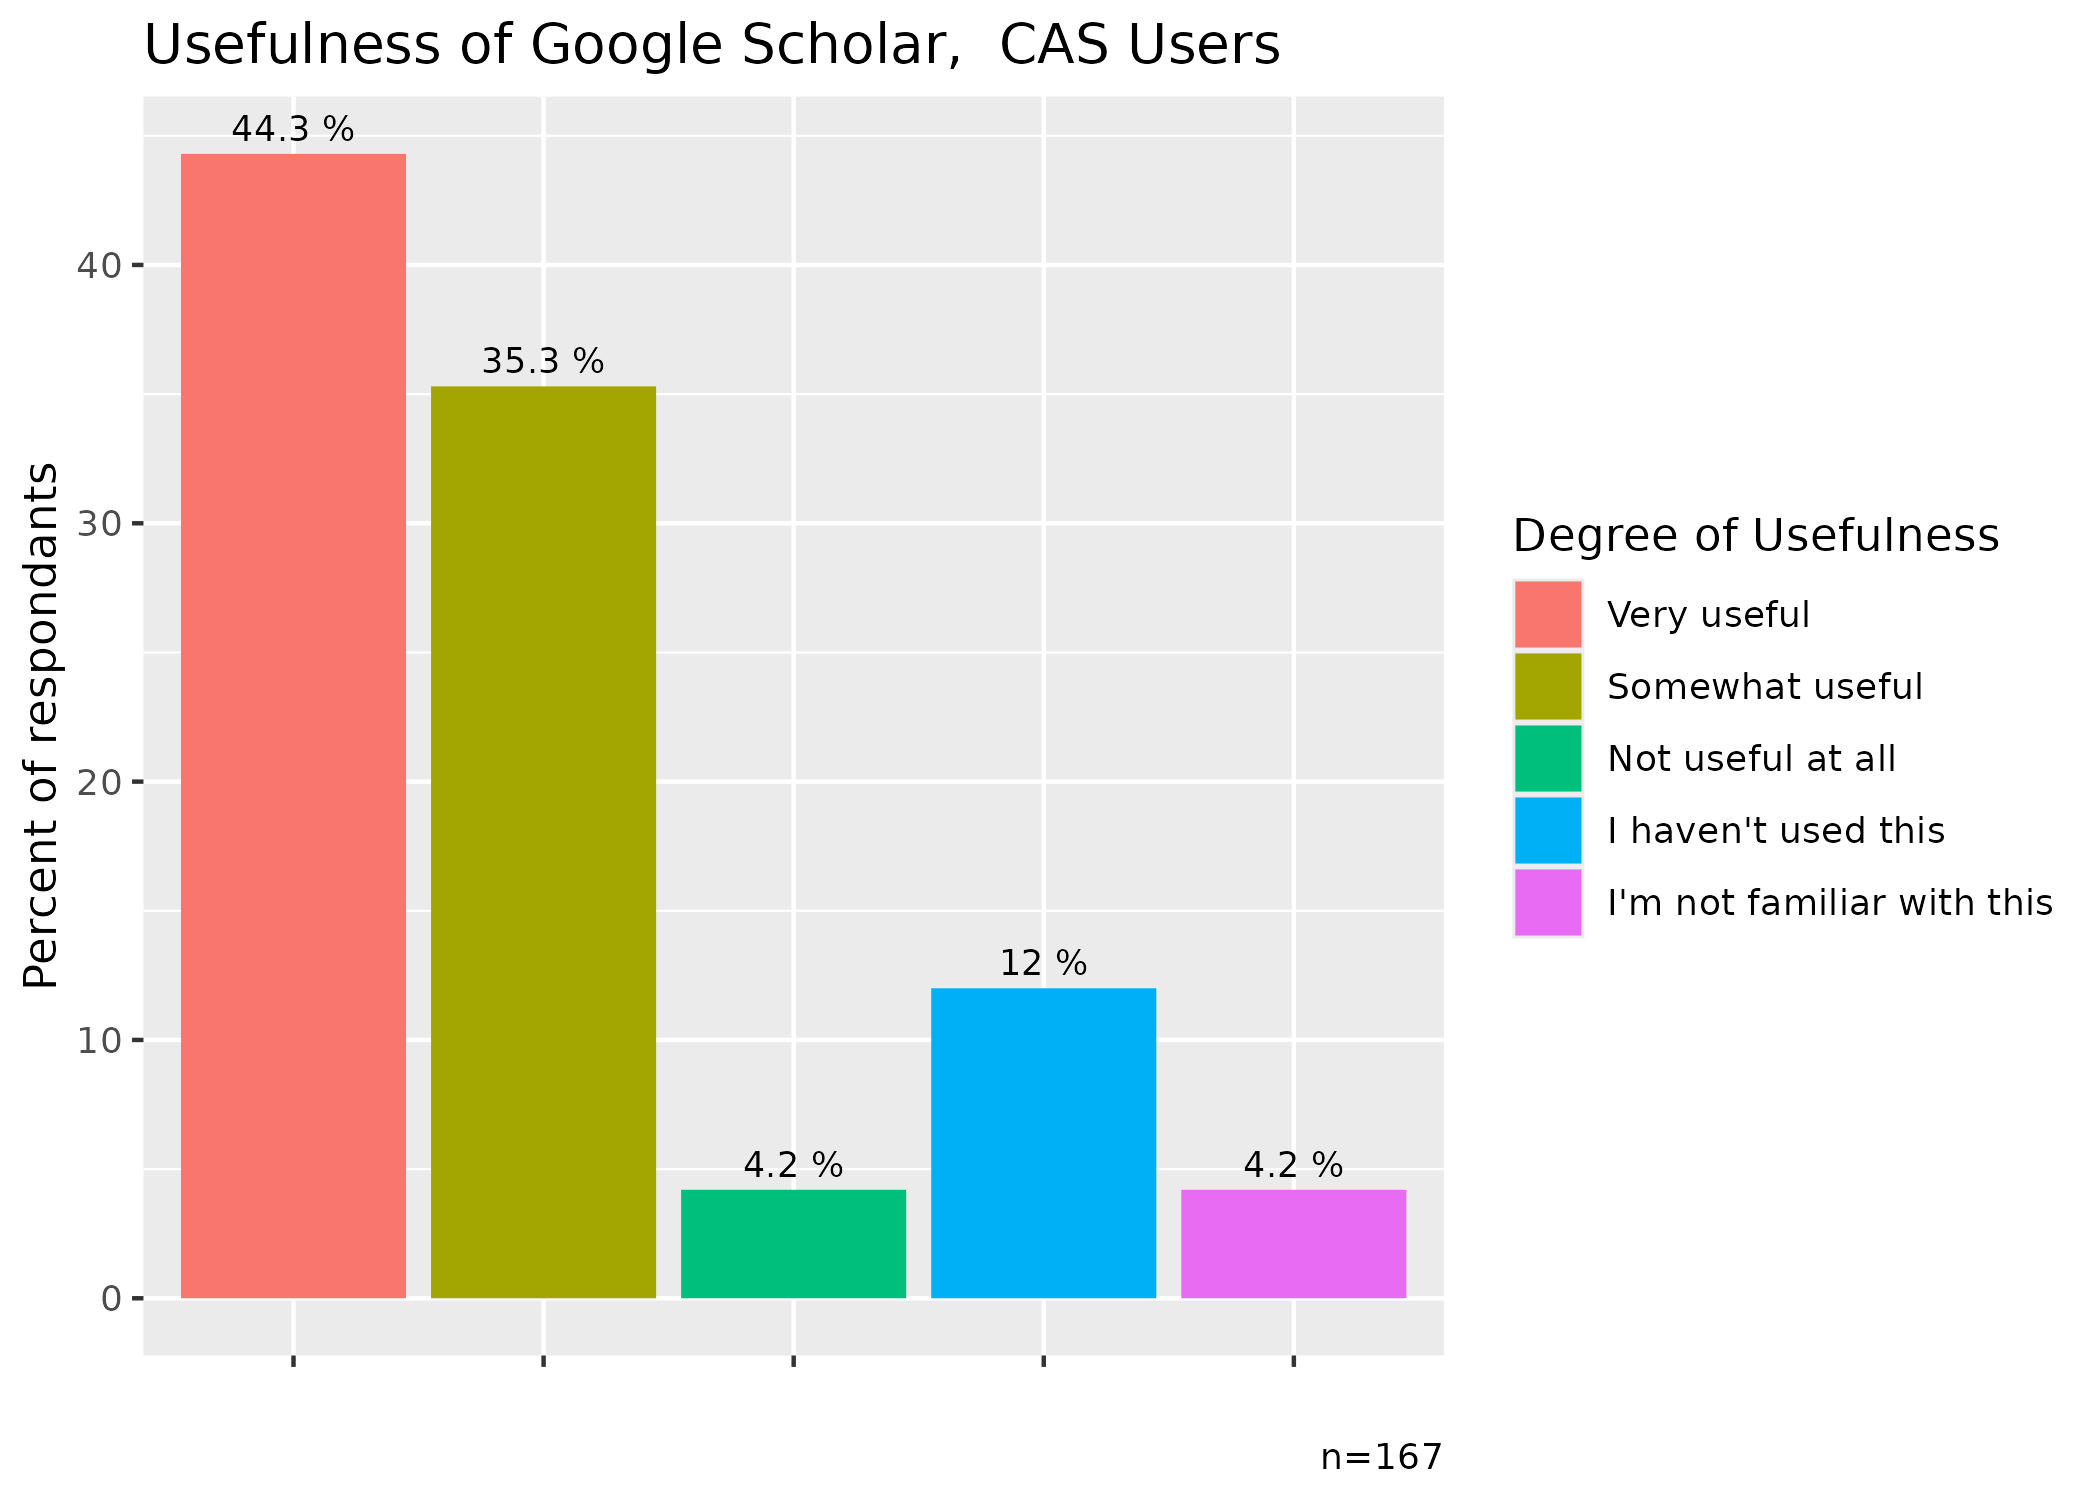 Usefulness of Google Scholar,  CAS Users
44.3 %
35.3 %
4.2 %
12 %
4.2 %
40
30
20
10
0
Percent of respondants
Degree of Usefulness
Very useful
Somewhat useful
Not useful at all
I haven't used this
I'm not familiar with this
n=167